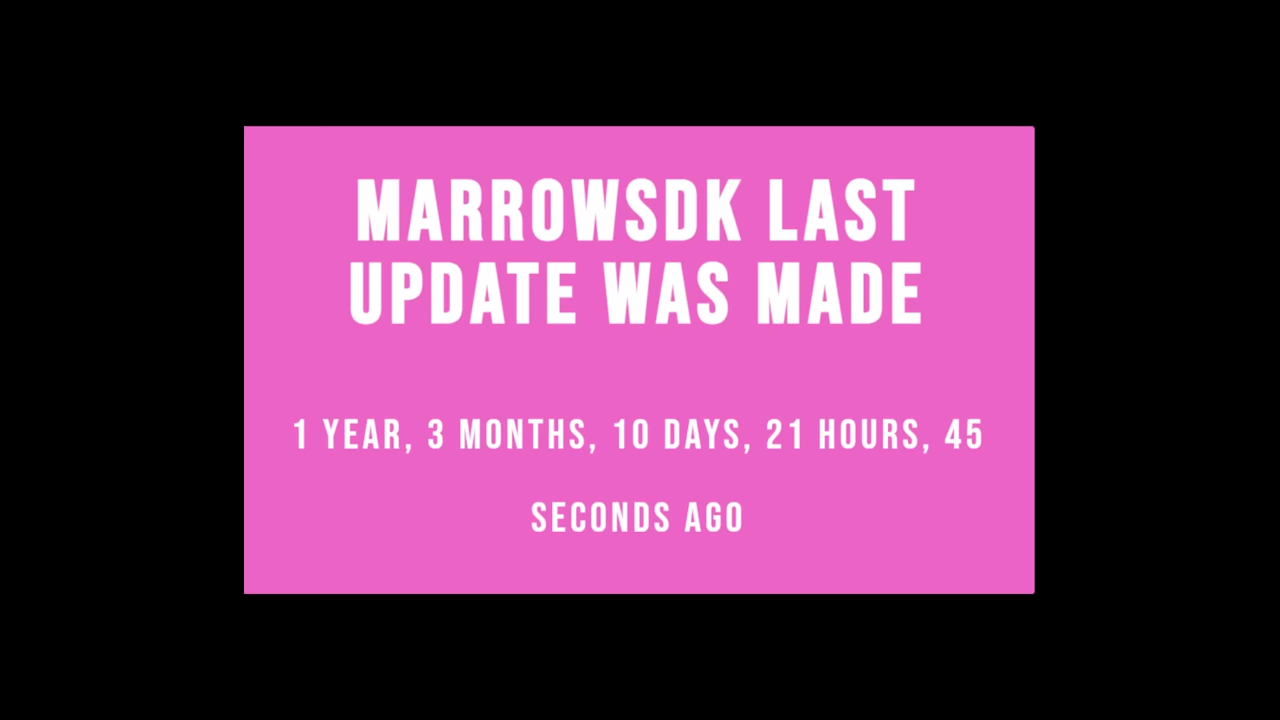 MARROWSDK LAST
UPDATE WAS MADE
1 YEAR, 3 MONTHS, 10 DAYS, 21 HOURS, 45
SECONDS AGO